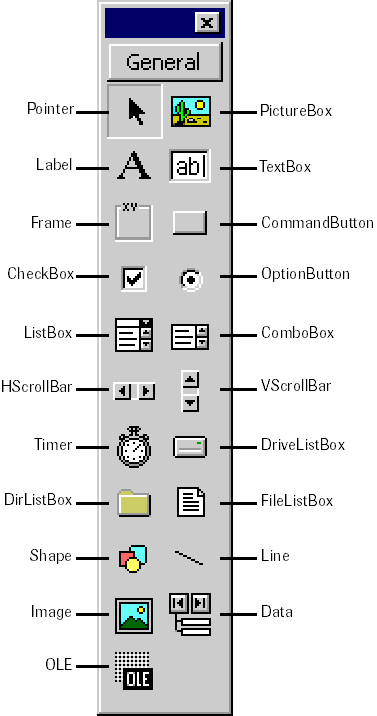 General
Pointer
PictureBox
Label
A
ab
TextBox
Frame
XY
CommandButton
CheckBox
OptionButton
ListBox
ComboBox
HScrollBar
VScrollBar
Timer
DriveListBox
DirListBox
FileListBox
Shape
Line
Image
Data
OLE
OLE